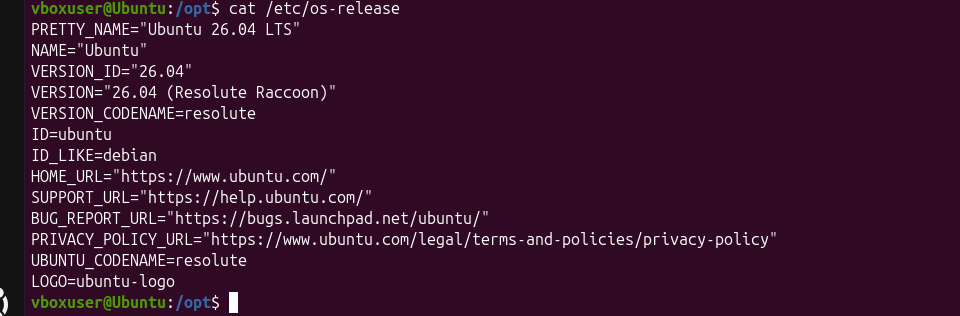 vboxuser@Ubuntu:/opt$ cat /etc/os-release
PRETTY_NAME="Ubuntu 26.04 LTS"
NAME="Ubuntu"
VERSION_ID="26.04"
VERSION="26.04 (Resolute Raccoon)"
VERSION_CODENAME=resolute
ID=ubuntu
ID_LIKE=debian
HOME_URL="https://www.ubuntu.com/"
SUPPORT_URL="https://help.ubuntu.com/"
BUG_REPORT_URL="https://bugs.launchpad.net/ubuntu/"
PRIVACY_POLICY_URL="https://www.ubuntu.com/legal/terms-and-policies/privacy-policy"
UBUNTU_CODENAME=resolute
LOGO=ubuntu-logo
vboxuser@Ubuntu:/opt$